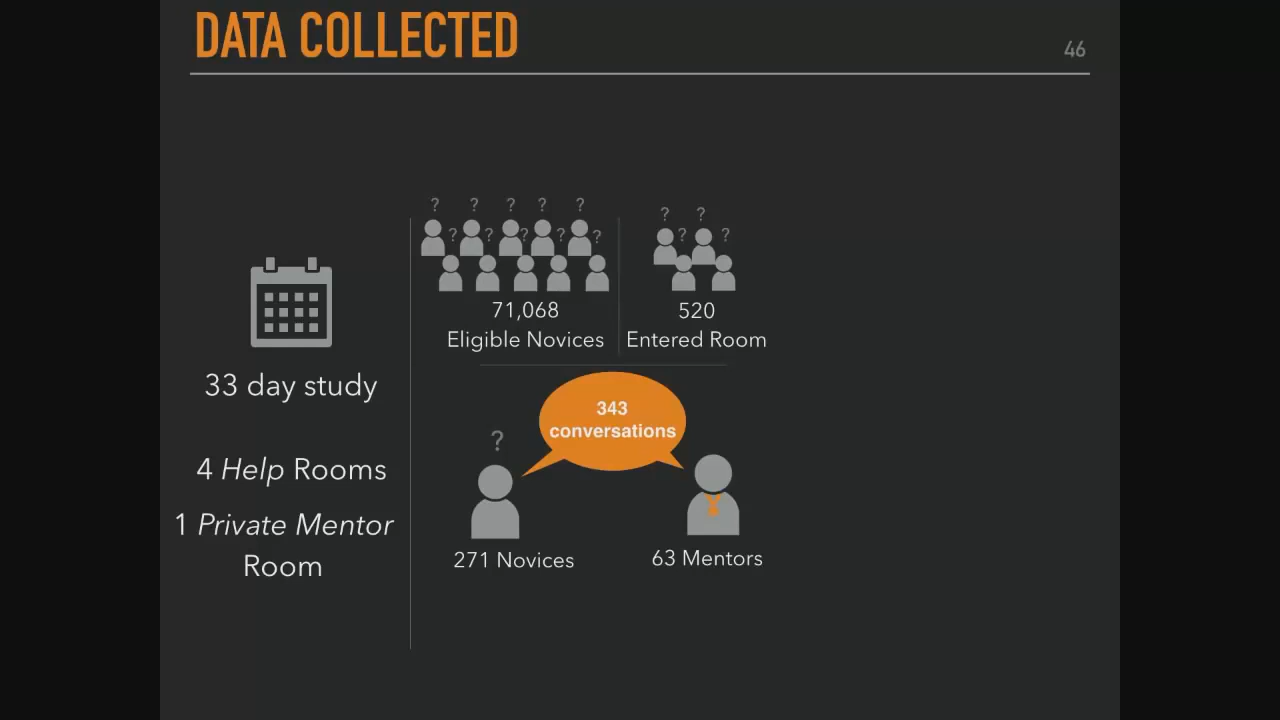 DATA COLLECTED
46
33 day study
4 Help Rooms
1 Private Mentor
Room
? ? ? ? ?
? ? ? ? ?
71,068
Eligible Novices
? ?
? ?
520
Entered Room
343
conversations
?
271 Novices
63 Mentors